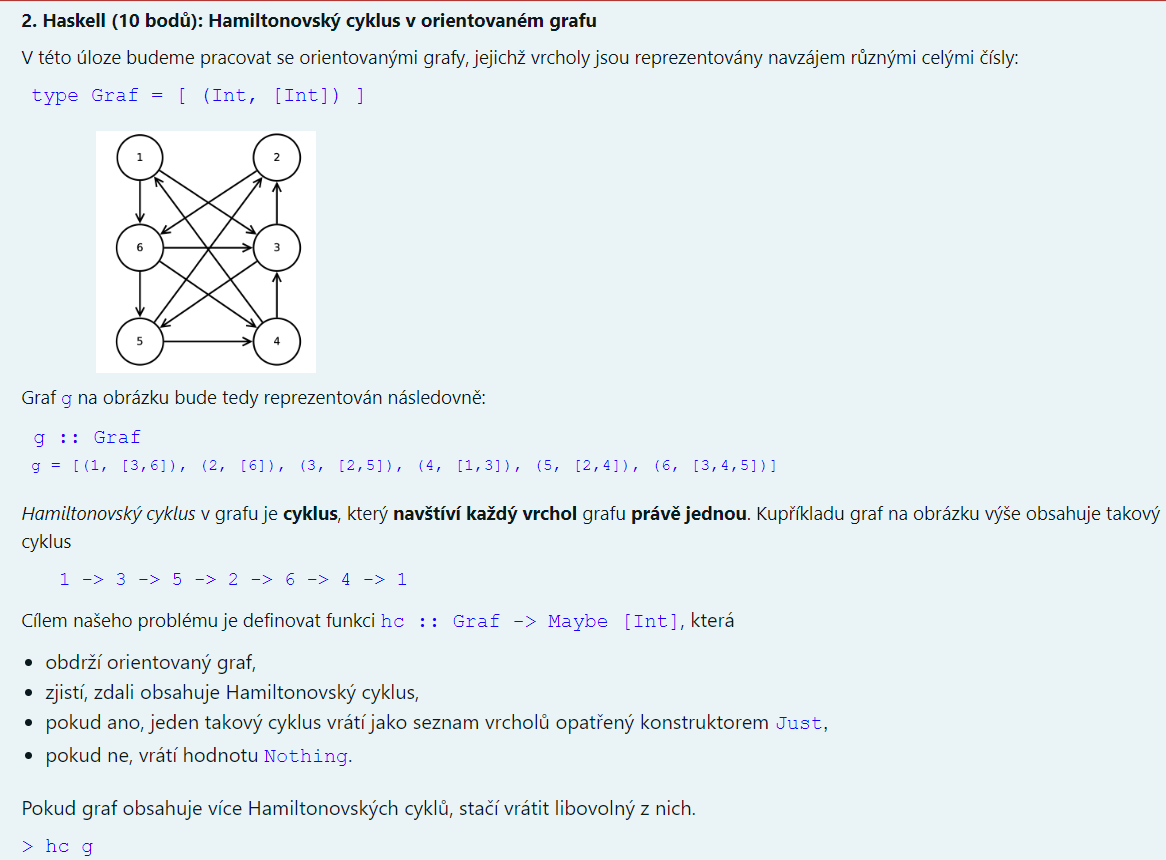 2. Haskell (10 bodů): Hamiltonovský cyklus v orientovaném grafu
V této úloze budeme pracovat se orientovanými grafy, jejichž vrcholy jsou reprezentovány navzájem různými celými čísly:
type Graf = [ (Int, [Int]) ]
1 2
6 3
5 4
Graf g na obrázku bude tedy reprezentován následovně:
g :: Graf
g = [(1, [3,6]), (2, [6]), (3, [2,5]), (4, [1,3]), (5, [2,4]), (6, [3,4,5])]
Hamiltonovský cyklus v grafu je cyklus, který navštíví každý vrchol grafu právě jednou. Kupříkladu graf na obrázku výše obsahuje takový
cyklus
1 -> 3 -> 5 -> 2 -> 6 -> 4 -> 1
Cílem našeho problému je definovat funkci hc :: Graf -> Maybe [Int], která
• obdrží orientovaný graf,
• zjistí, zdali obsahuje Hamiltonovský cyklus,
• pokud ano, jeden takový cyklus vrátí jako seznam vrcholů opatřený konstruktorem Just,
• pokud ne, vrátí hodnotu Nothing.
Pokud graf obsahuje více Hamiltonovských cyklů, stačí vrátit libovolný z nich.
> hc g